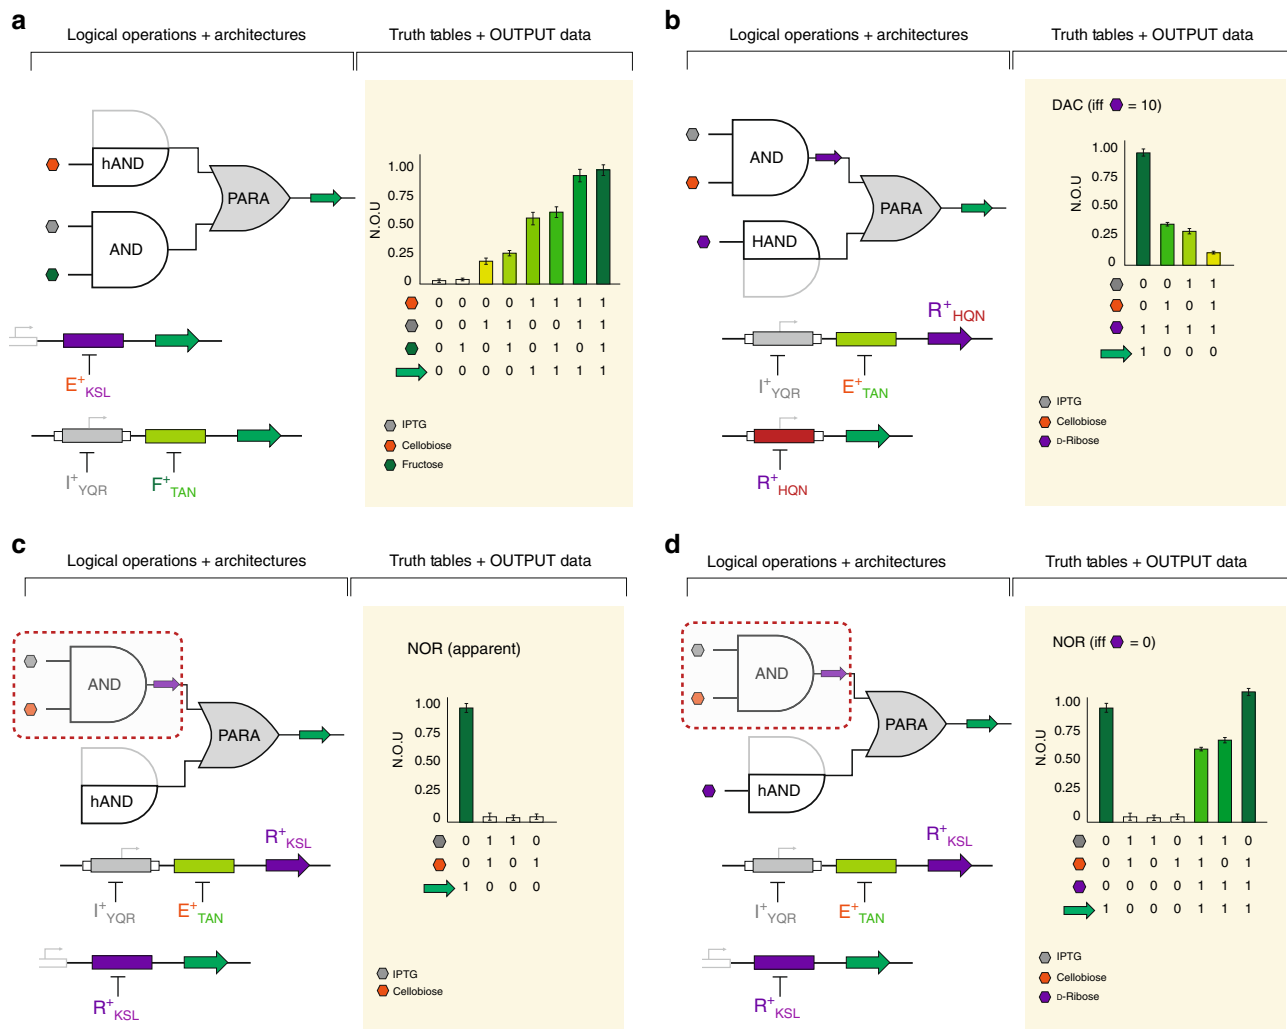 a
Logical operations + architectures
Truth tables + OUTPUT data
hAND
AND
PARA
N.O.U
1.00
0.75
0.50
0.25
0
0 0 0 0 1 1 1 1
0 0 1 1 0 0 1 1
0 1 0 1 0 1 0 1
0 0 0 0 1 1 1 1
E+KSL
I+YQR
F+TAN
IPTG
Cellobiose
Fructose
b
Logical operations + architectures
Truth tables + OUTPUT data
AND
HAND
PARA
R+HQN
I+YQR
E+TAN
R+HQN
DAC (iff = 10)
N.O.U
1.00
0.75
0.50
0.25
0
0 0 1 1
0 1 0 1
1 1 1 1
1 0 0 0
IPTG
Cellobiose
D-Ribose
c
Logical operations + architectures
Truth tables + OUTPUT data
AND
hAND
PARA
R+KSL
I+YQR
E+TAN
R+KSL
NOR (apparent)
N.O.U
1.00
0.75
0.50
0.25
0
0 1 1 0
0 1 0 1
1 0 0 0
IPTG
Cellobiose
d
Logical operations + architectures
Truth tables + OUTPUT data
AND
hAND
PARA
R+KSL
I+YQR
E+TAN
R+KSL
NOR (iff = 0)
N.O.U
1.00
0.75
0.50
0.25
0
0 1 1 0 1 1 0
0 1 0 1 1 0 1
0 0 0 0 1 1 1
1 0 0 0 1 1 1
IPTG
Cellobiose
D-Ribose